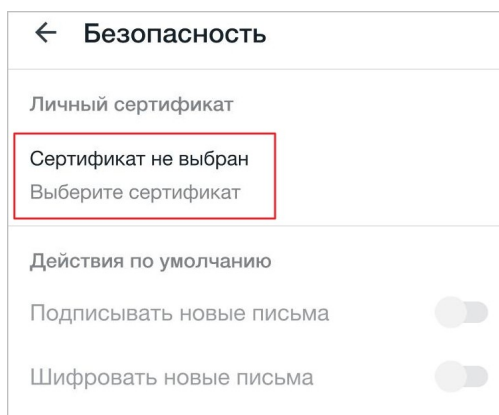 Безопасность
Личный сертификат
Сертификат не выбран
Выберите сертификат
Действия по умолчанию
Подписывать новые письма
Шифровать новые письма